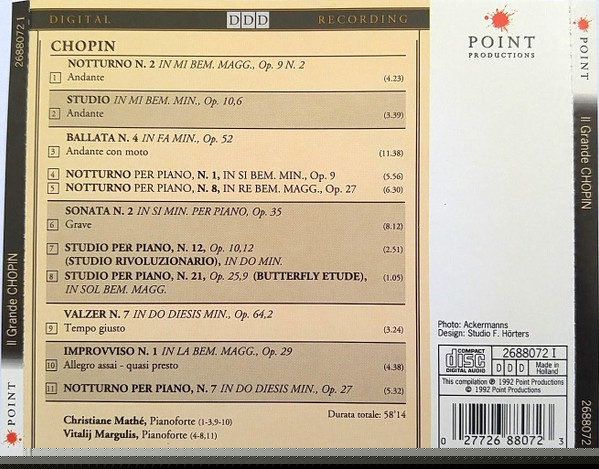 DIGITAL DDD RECORDING
CHOPIN
NOTTURNO N. 2 IN MI BEM. MAGG., Op. 9 N. 2
1 Andante (4.23)
STUDIO IN MI BEM. MIN., Op. 10,6
2 Andante (3.39)
BALLATA N. 4 IN FA MIN., Op. 52
3 Andante con moto (11.38)
4 NOTTURNO PER PIANO, N. 1, IN SI BEM. MIN., Op. 9 (5.56)
5 NOTTURNO PER PIANO, N. 8, IN RE BEM. MAGG., Op. 27 (6.30)
SONATA N. 2 IN SI MIN. PER PIANO, Op. 35
6 Grave (8.12)
7 STUDIO PER PIANO, N. 12, Op. 10,12 (2.51)
(STUDIO RIVOLUZIONARIO), IN DO MIN.
8 STUDIO PER PIANO, N. 21, Op. 25,9 (BUTTERFLY ETUDE), (1.05)
IN SOL BEM. MAGG.
VALZER N. 7 IN DO DIESIS MIN., Op. 64,2
9 Tempo giusto (3.24)
IMPROVVISO N. 1 IN LA BEM. MAGG., Op. 29
10 Allegro assai - quasi presto (4.38)
11 NOTTURNO PER PIANO, N. 7 IN DO DIESIS MIN., Op. 27 (5.32)
Durata totale: 58'14
Christiane Mathé, Pianoforte (1-3,9-10)
Vitalij Margulis, Pianoforte (4-8,11)
POINT
PRODUCTIONS
Photo: Ackermanns
Design: Studio F. Hörters
COMPACT
disc
DIGITAL AUDIO
2688072 I
DDD
Made in
Holland
This compilation ℗ 1992 Point Productions
© 1992 Point Productions
0 27726 88072 3
2688072 I
Il Grande CHOPIN
POINT
POINT
Il Grande CHOPIN
2688072